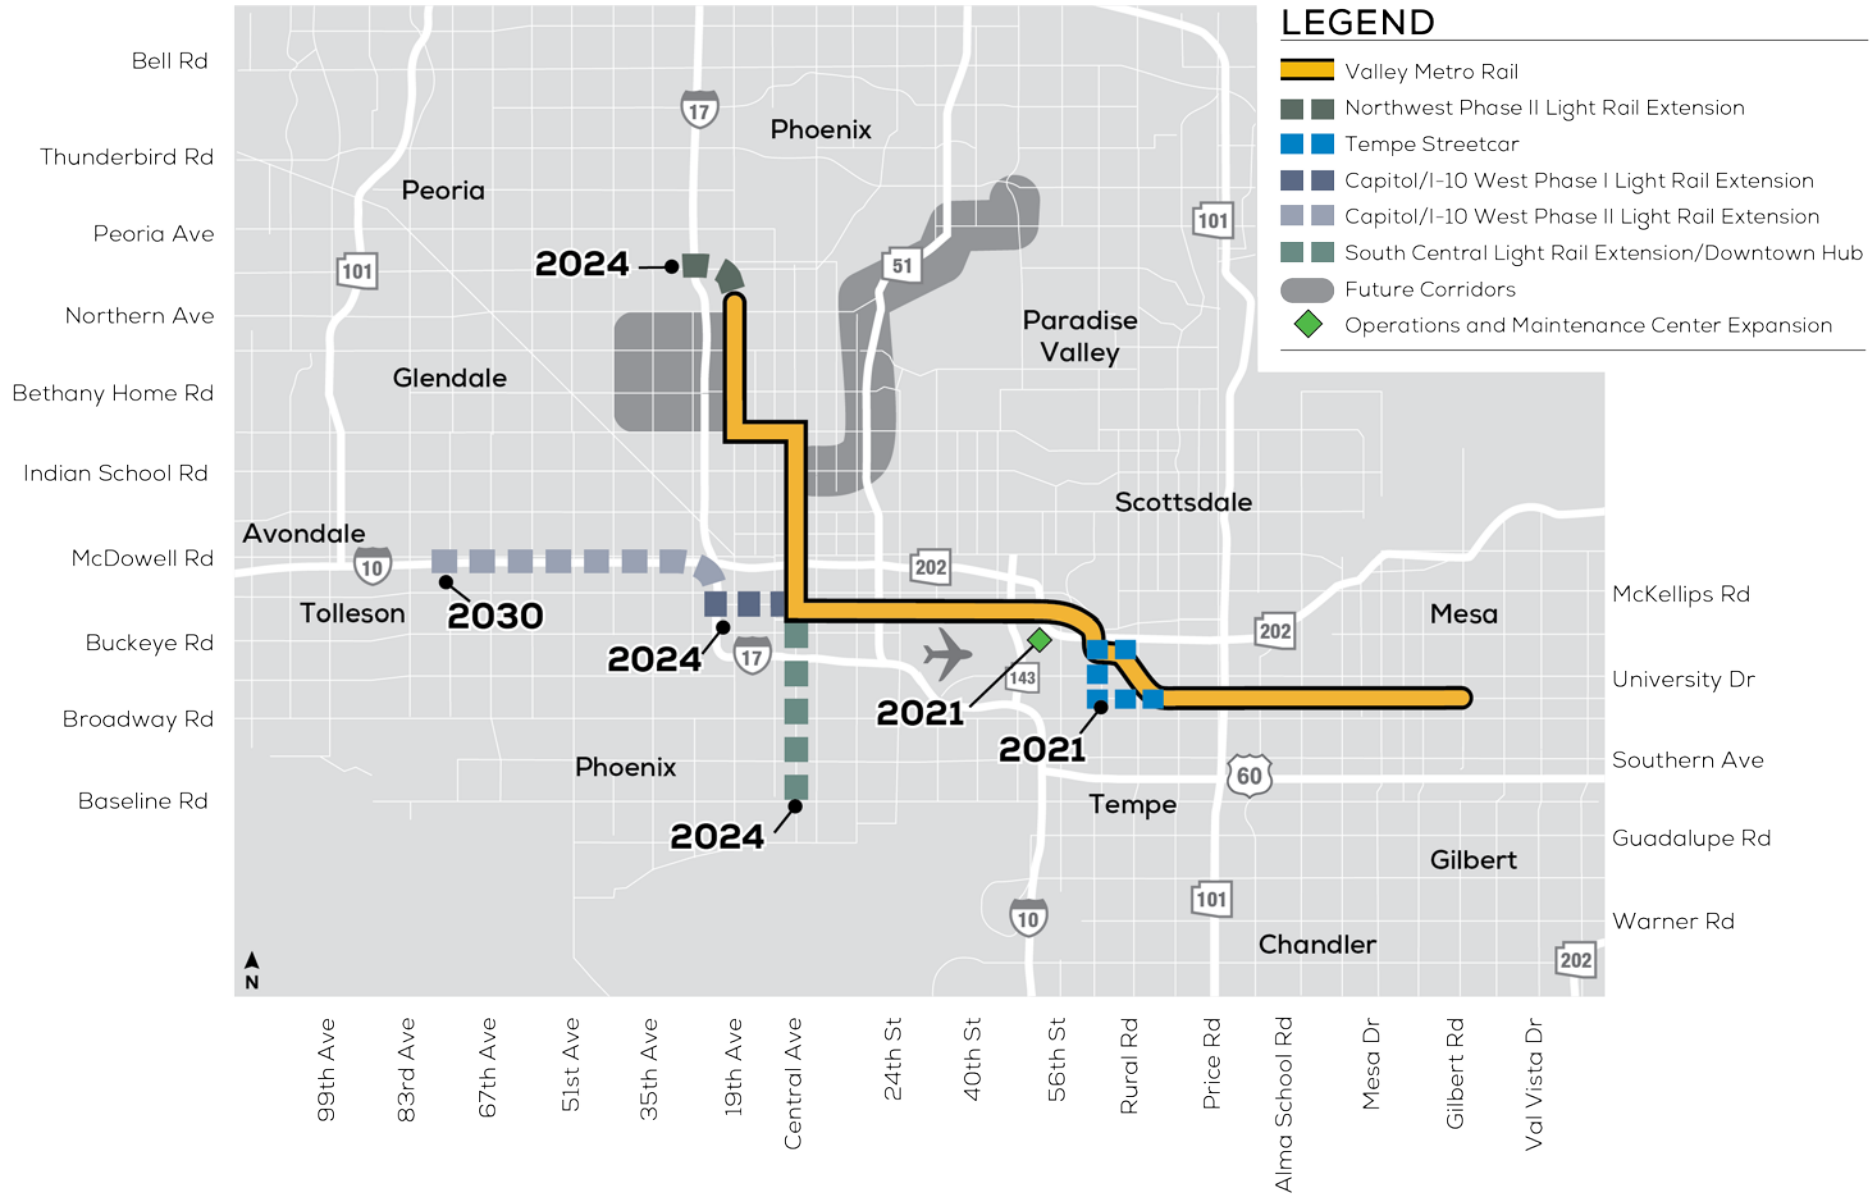 LEGEND
Valley Metro Rail
Northwest Phase II Light Rail Extension
Tempe Streetcar
Capitol/I-10 West Phase I Light Rail Extension
Capitol/I-10 West Phase II Light Rail Extension
South Central Light Rail Extension/Downtown Hub
Future Corridors
Operations and Maintenance Center Expansion
Bell Rd
Thunderbird Rd
Peoria Ave
Northern Ave
Bethany Home Rd
Indian School Rd
McDowell Rd
Buckeye Rd
Broadway Rd
Baseline Rd
17
Phoenix
Peoria
101
101
2024
51
Paradise
Valley
Glendale
Scottsdale
Avondale
10
202
Tolleson
2030
2024
17
202
Mesa
143
2021
2021
Phoenix
60
Tempe
2024
Gilbert
101
10
Chandler
202
N
McKellips Rd
University Dr
Southern Ave
Guadalupe Rd
Warner Rd
99th Ave
83rd Ave
67th Ave
51st Ave
35th Ave
19th Ave
Central Ave
24th St
40th St
56th St
Rural Rd
Price Rd
Alma School Rd
Mesa Dr
Gilbert Rd
Val Vista Dr